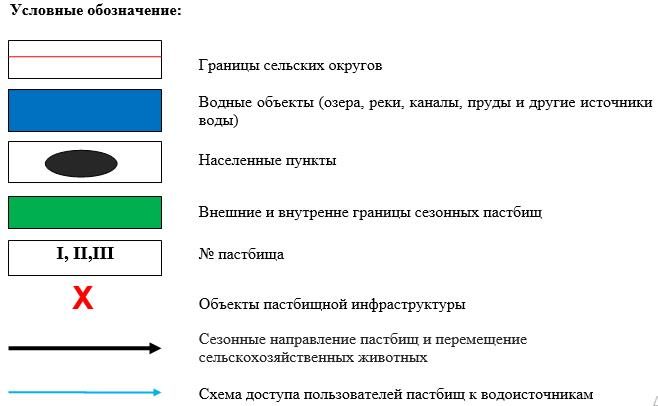 Условные обозначение:
Границы сельских округов
Водные объекты (озера, реки, каналы, пруды и другие источники
воды)
Населенные пункты
Внешние и внутренне границы сезонных пастбищ
I, II,III
№ пастбища
X
Объекты пастбищной инфраструктуры
Сезонные направление пастбищ и перемещение
сельскохозяйственных животных
Схема доступа пользователей пастбищ к водоисточникам